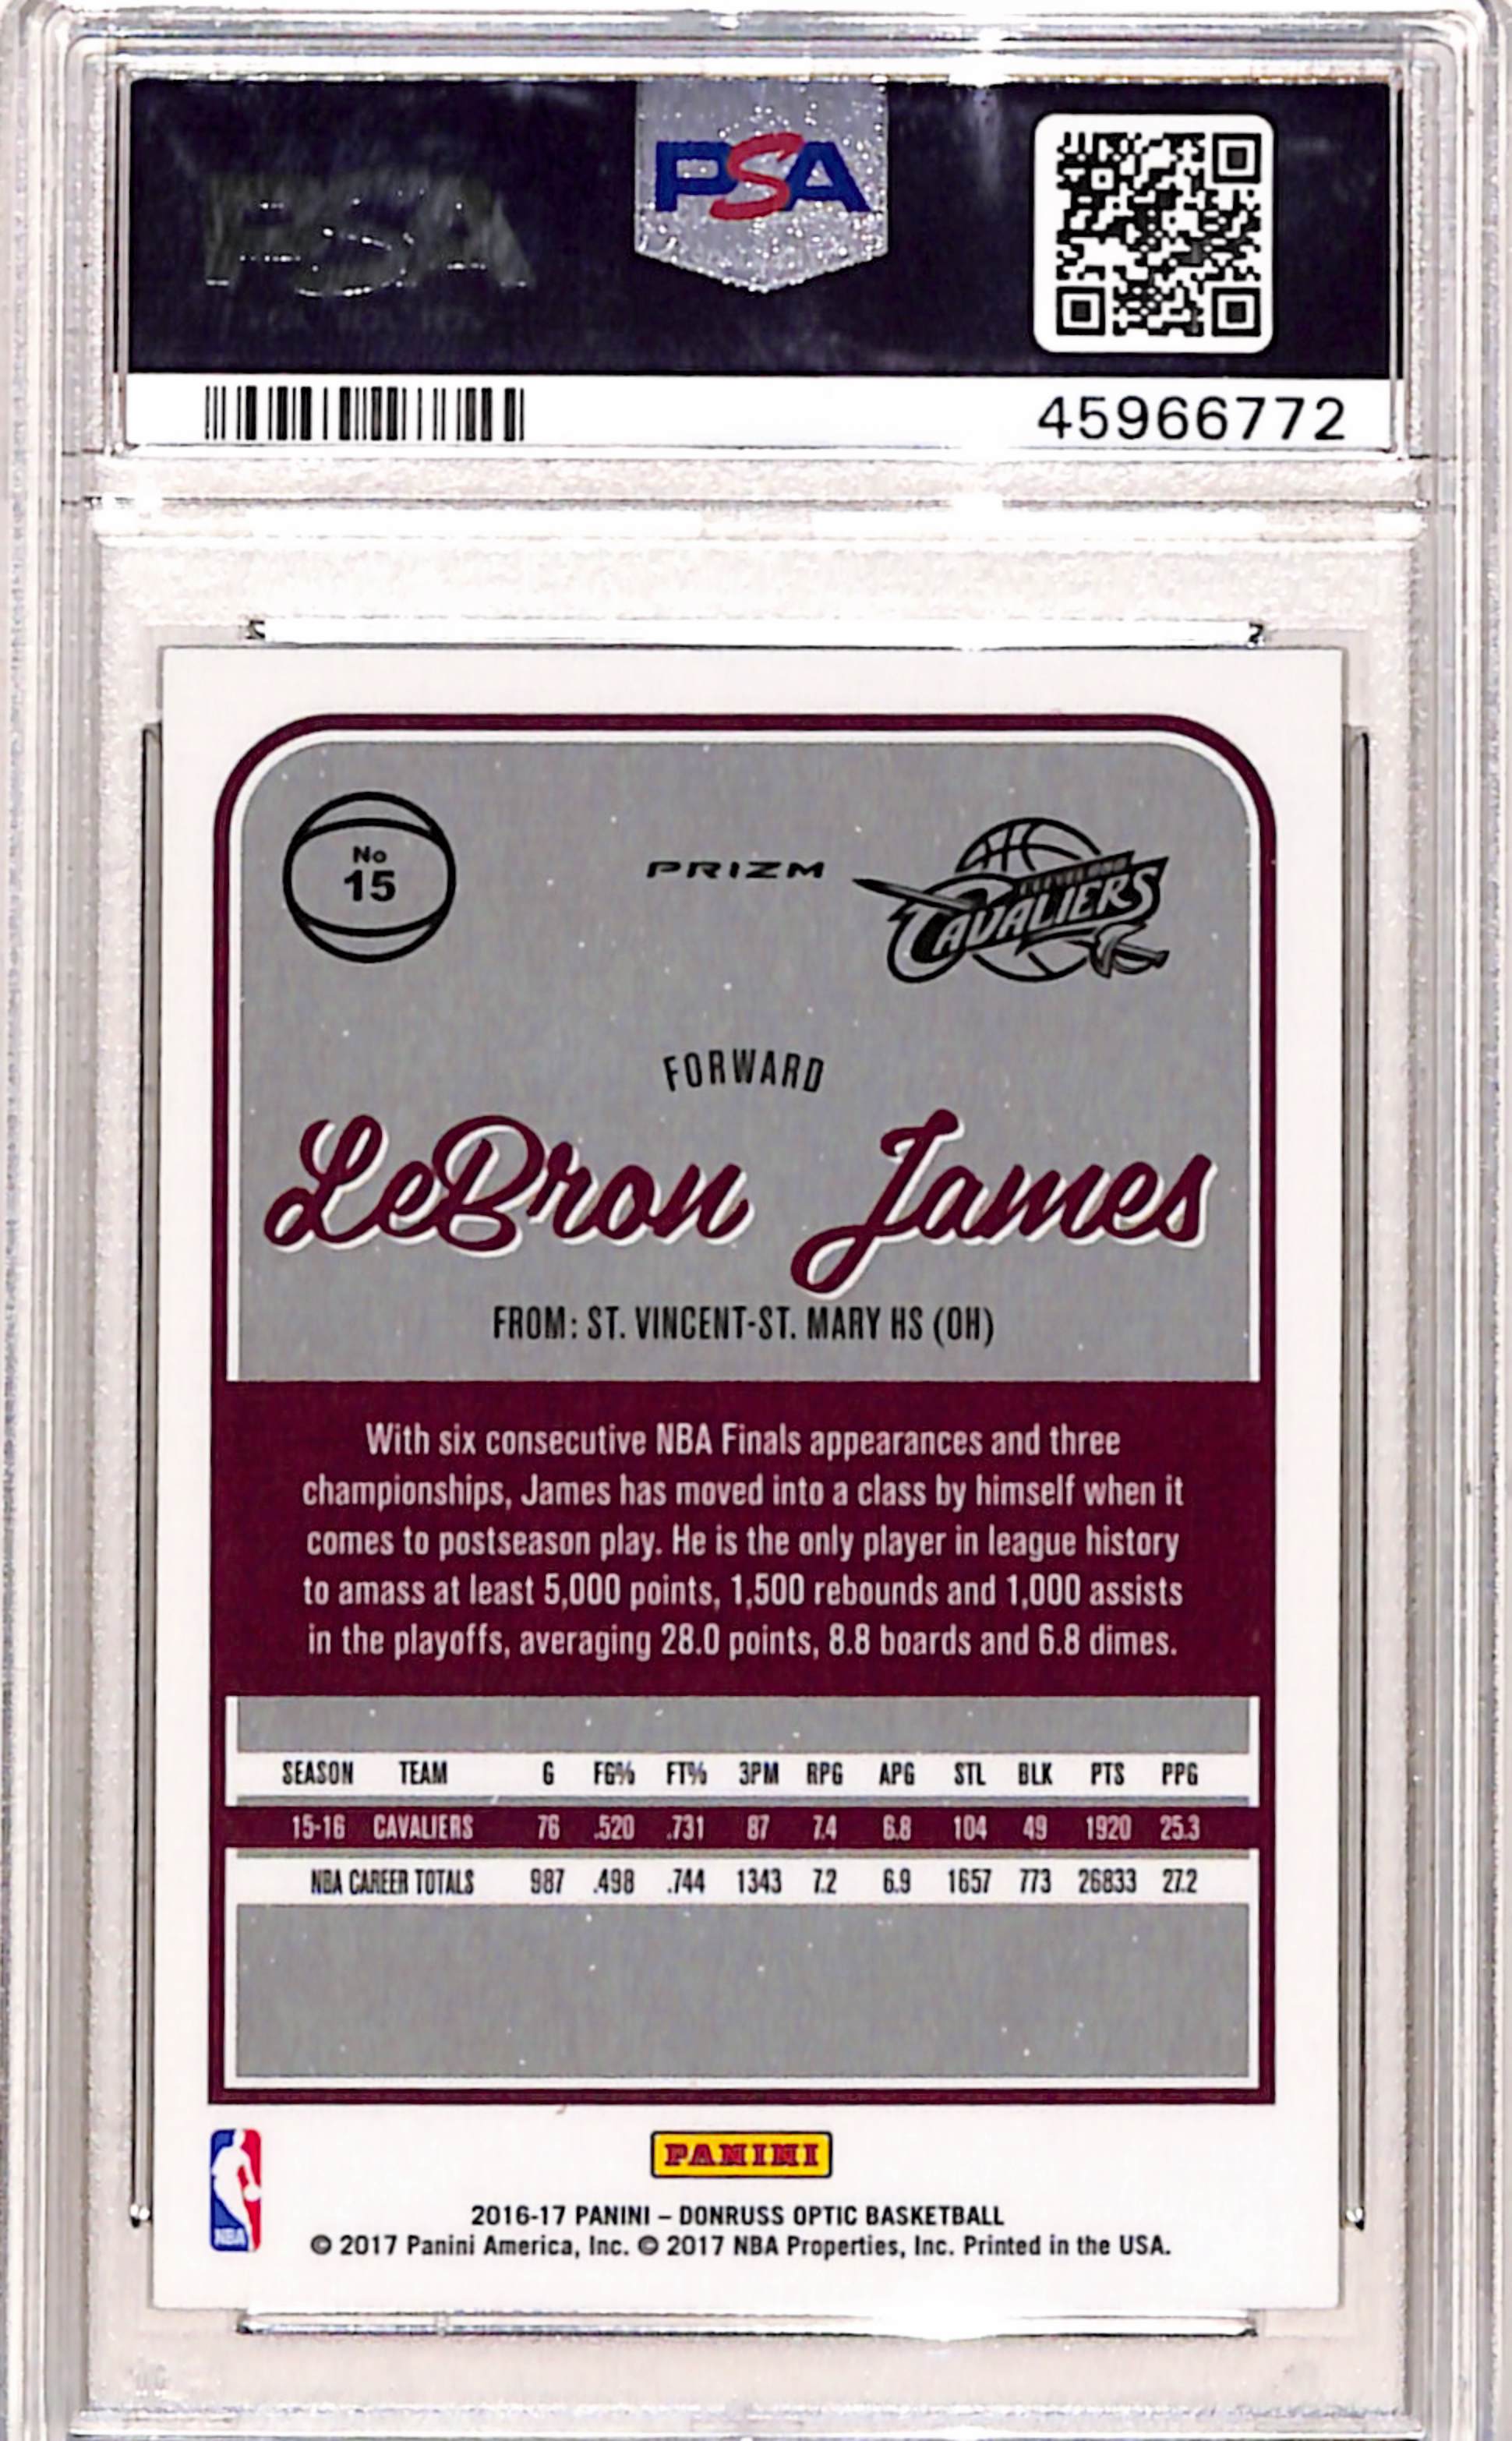 PSA
PSA
45966772
No
15
PRIZM
CAVALIERS
FORWARD
LeBron James
FROM: ST. VINCENT-ST. MARY HS (OH)
With six consecutive NBA Finals appearances and three
championships, James has moved into a class by himself when it
comes to postseason play. He is the only player in league history
to amass at least 5,000 points, 1,500 rebounds and 1,000 assists
in the playoffs, averaging 28.0 points, 8.8 boards and 6.8 dimes.
SEASON TEAM G FG% FT% 3PM RPG APG STL BLK PTS PPG
15-16 CAVALIERS 76 .520 .731 87 7.4 6.8 104 49 1920 25.3
NBA CAREER TOTALS 987 .498 .744 1343 7.2 6.9 1657 773 26833 27.2
PANINI
NBA
2016-17 PANINI – DONRUSS OPTIC BASKETBALL
© 2017 Panini America, Inc. © 2017 NBA Properties, Inc. Printed in the USA.